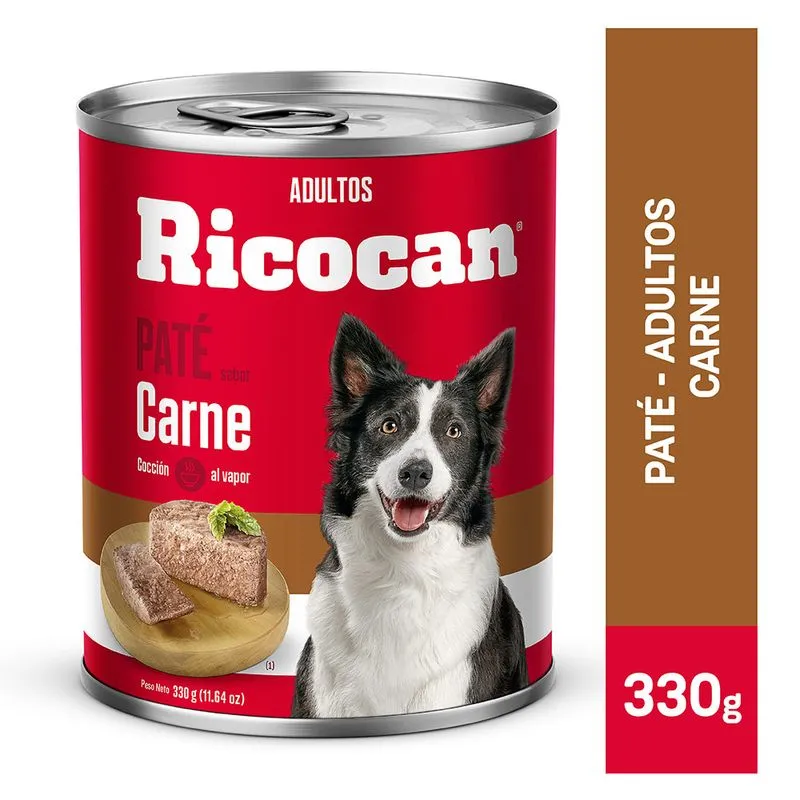 ADULTOS
Ricocan®
PATÉ sabor
Carne
Cocción al vapor
(1)
Peso Neto 330 g (11.64 oz)
PATÉ - ADULTOS
CARNE
330g